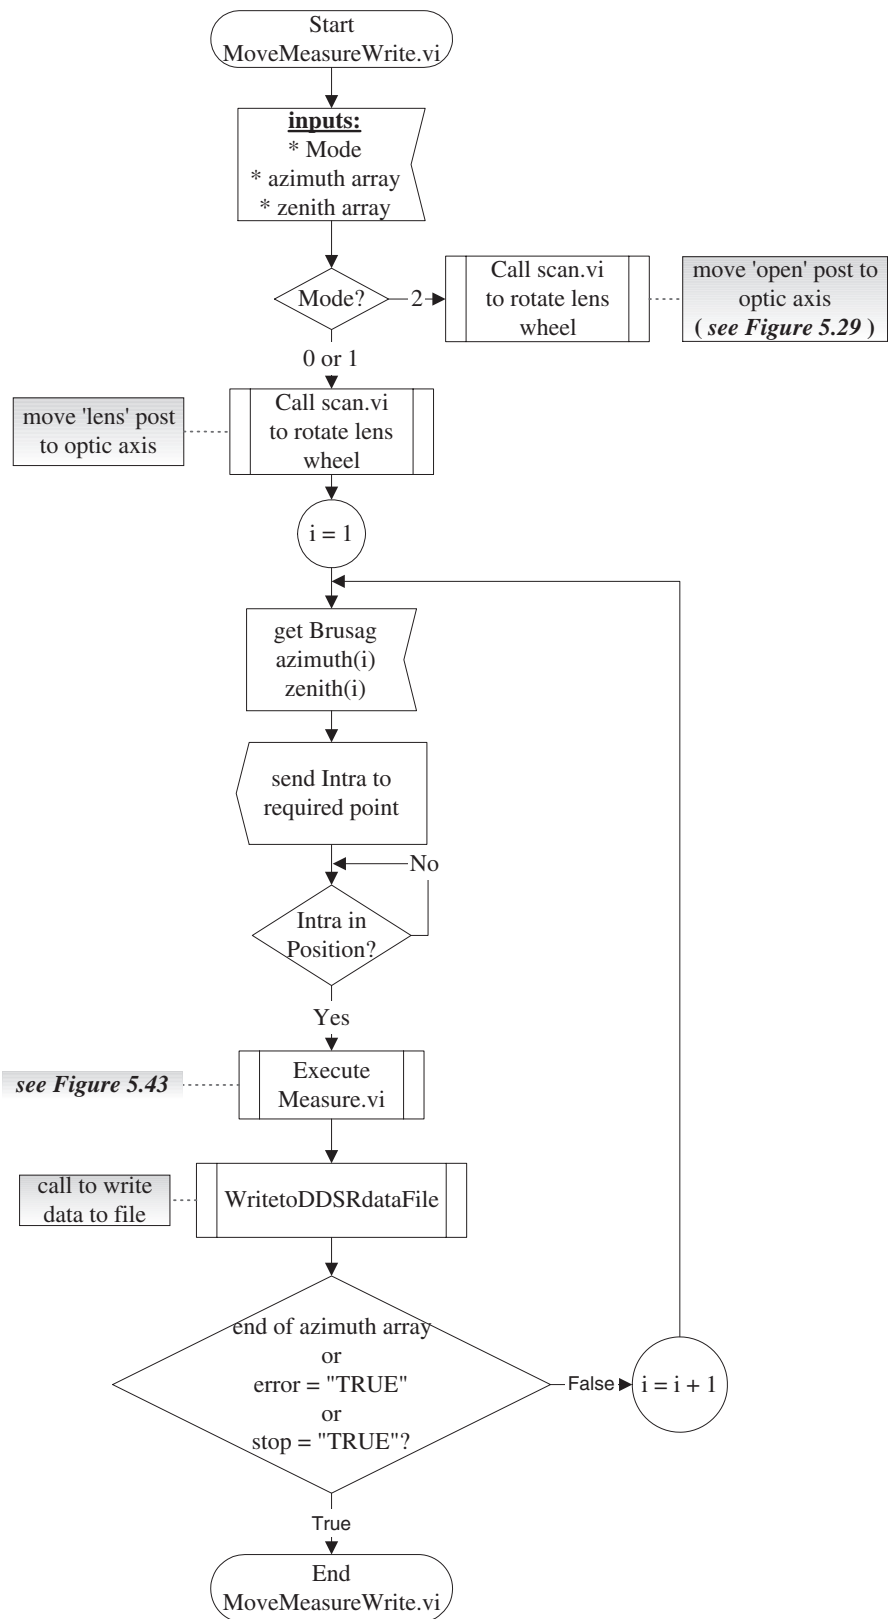 Start
MoveMeasureWrite.vi
inputs:
* Mode
* azimuth array
* zenith array
Mode?
2
Call scan.vi
to rotate lens
wheel
move 'open' post to
optic axis
( see Figure 5.29 )
0 or 1
move 'lens' post
to optic axis
Call scan.vi
to rotate lens
wheel
i = 1
get Brusag
azimuth(i)
zenith(i)
send Intra to
required point
No
Intra in
Position?
Yes
see Figure 5.43
Execute
Measure.vi
call to write
data to file
WritetoDDSRdataFile
end of azimuth array
or
error = "TRUE"
or
stop = "TRUE"?
False
i = i + 1
True
End
MoveMeasureWrite.vi